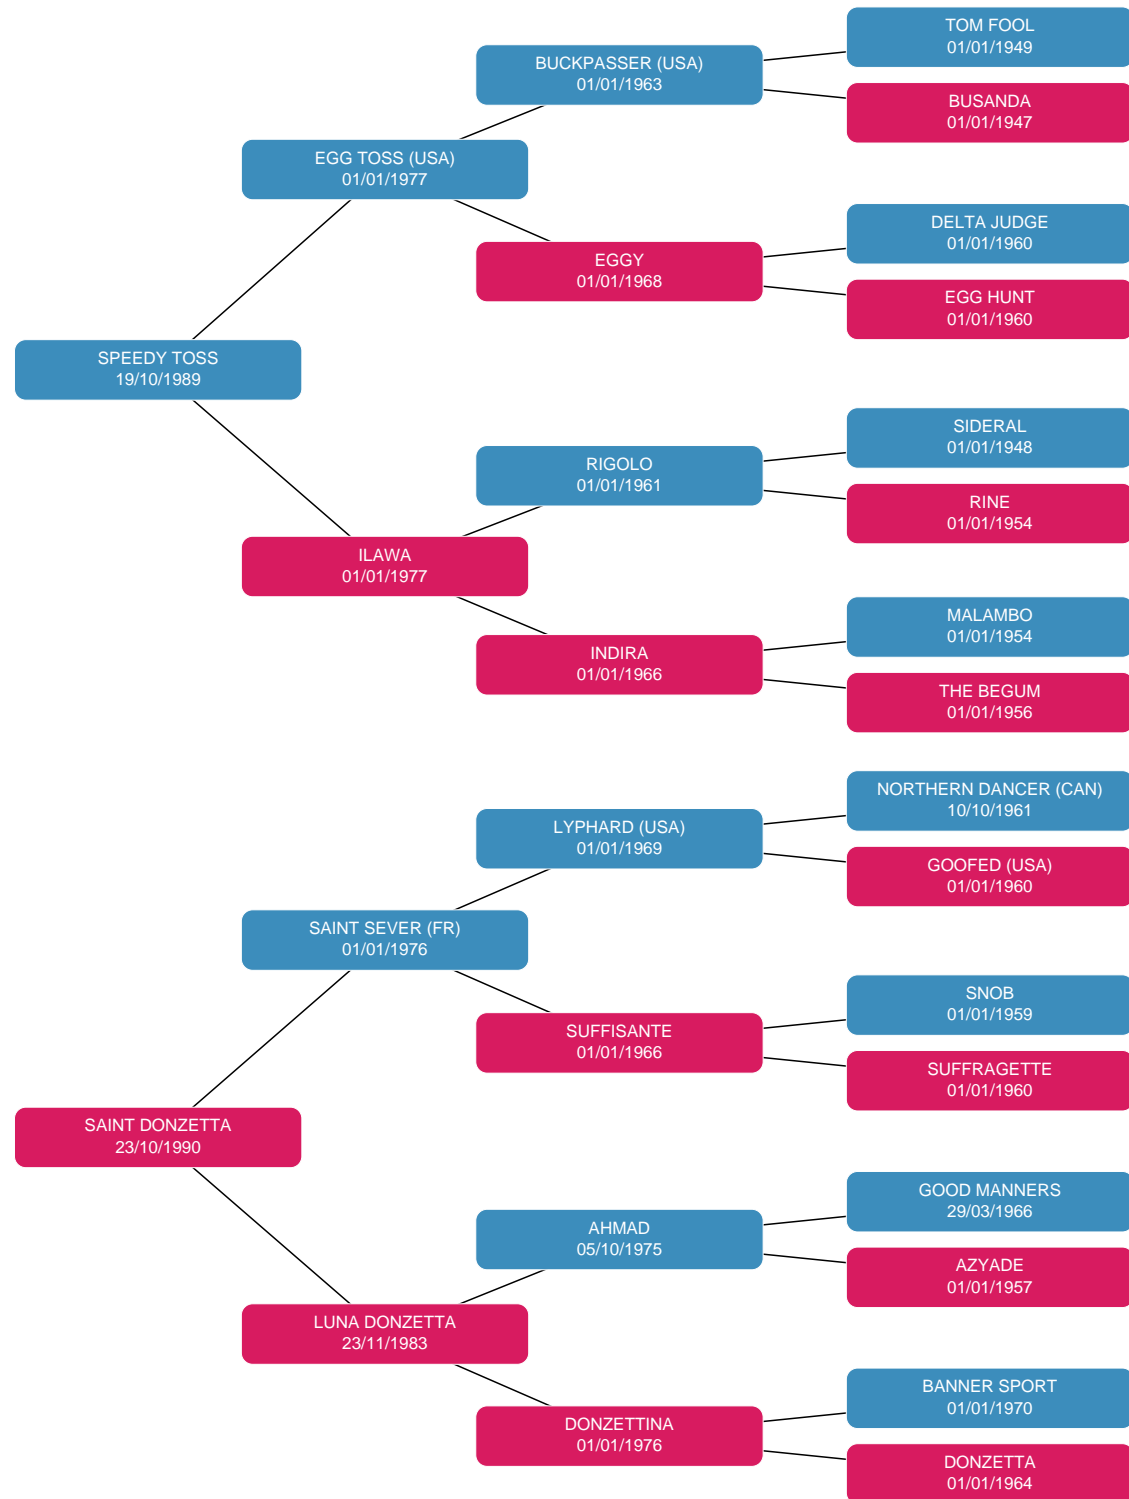 TOM FOOL
01/01/1949
BUCKPASSER (USA)
01/01/1963
BUSANDA
01/01/1947
EGG TOSS (USA)
01/01/1977
DELTA JUDGE
01/01/1960
EGGY
01/01/1968
EGG HUNT
01/01/1960
SPEEDY TOSS
19/10/1989
SIDERAL
01/01/1948
RIGOLO
01/01/1961
RINE
01/01/1954
ILAWA
01/01/1977
MALAMBO
01/01/1954
INDIRA
01/01/1966
THE BEGUM
01/01/1956
NORTHERN DANCER (CAN)
10/10/1961
LYPHARD (USA)
01/01/1969
GOOFED (USA)
01/01/1960
SAINT SEVER (FR)
01/01/1976
SNOB
01/01/1959
SUFFISANTE
01/01/1966
SUFFRAGETTE
01/01/1960
SAINT DONZETTA
23/10/1990
GOOD MANNERS
29/03/1966
AHMAD
05/10/1975
AZYADE
01/01/1957
LUNA DONZETTA
23/11/1983
BANNER SPORT
01/01/1970
DONZETTINA
01/01/1976
DONZETTA
01/01/1964